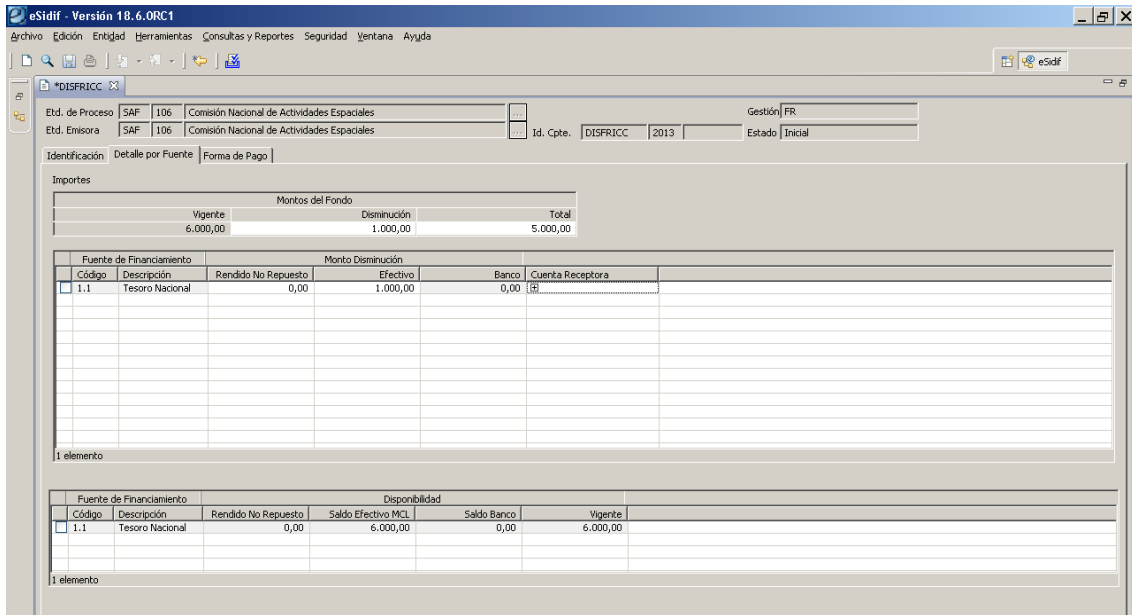 eSidif - Versión 18.6.0RC1
Archivo Edición Entidad Herramientas Consultas y Reportes Seguridad Ventana Ayuda
eSidif
*DISFRICC
Etd. de Proceso SAF 106 Comisión Nacional de Actividades Espaciales ... Gestión FR
Etd. Emisora SAF 106 Comisión Nacional de Actividades Espaciales ... Id. Cpte. DISFRICC 2013 Estado Inicial
Identificación Detalle por Fuente Forma de Pago
Importes
Montos del Fondo
Vigente Disminución Total
6.000,00 1.000,00 5.000,00
Fuente de Financiamiento Monto Disminución
Código Descripción Rendido No Repuesto Efectivo Banco Cuenta Receptora
1.1 Tesoro Nacional 0,00 1.000,00 0,00
1 elemento
Fuente de Financiamiento Disponibilidad
Código Descripción Rendido No Repuesto Saldo Efectivo MCL Saldo Banco Vigente
1.1 Tesoro Nacional 0,00 6.000,00 0,00 6.000,00
1 elemento